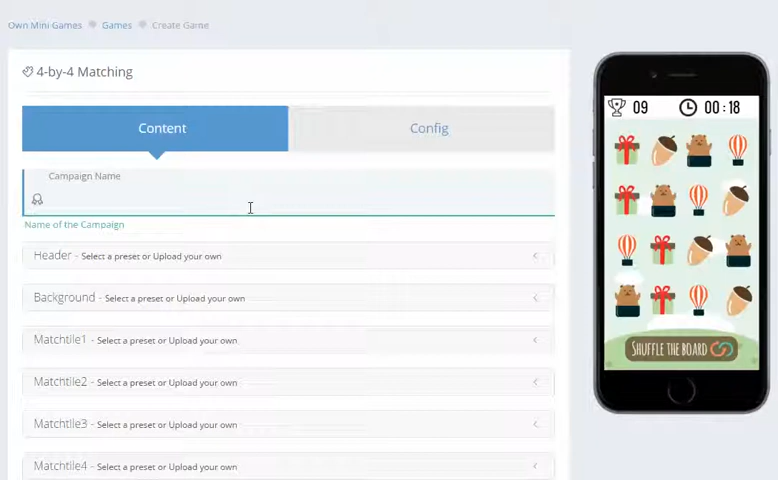 Own Mini Games Games Create Game
4-by-4 Matching
Content Config
Campaign Name
Name of the Campaign
Header - Select a preset or Upload your own
Background - Select a preset or Upload your own
Matchtile1 - Select a preset or Upload your own
Matchtile2 - Select a preset or Upload your own
Matchtile3 - Select a preset or Upload your own
Matchtile4 - Select a preset or Upload your own
09 00:18
SHUFFLE THE BOARD